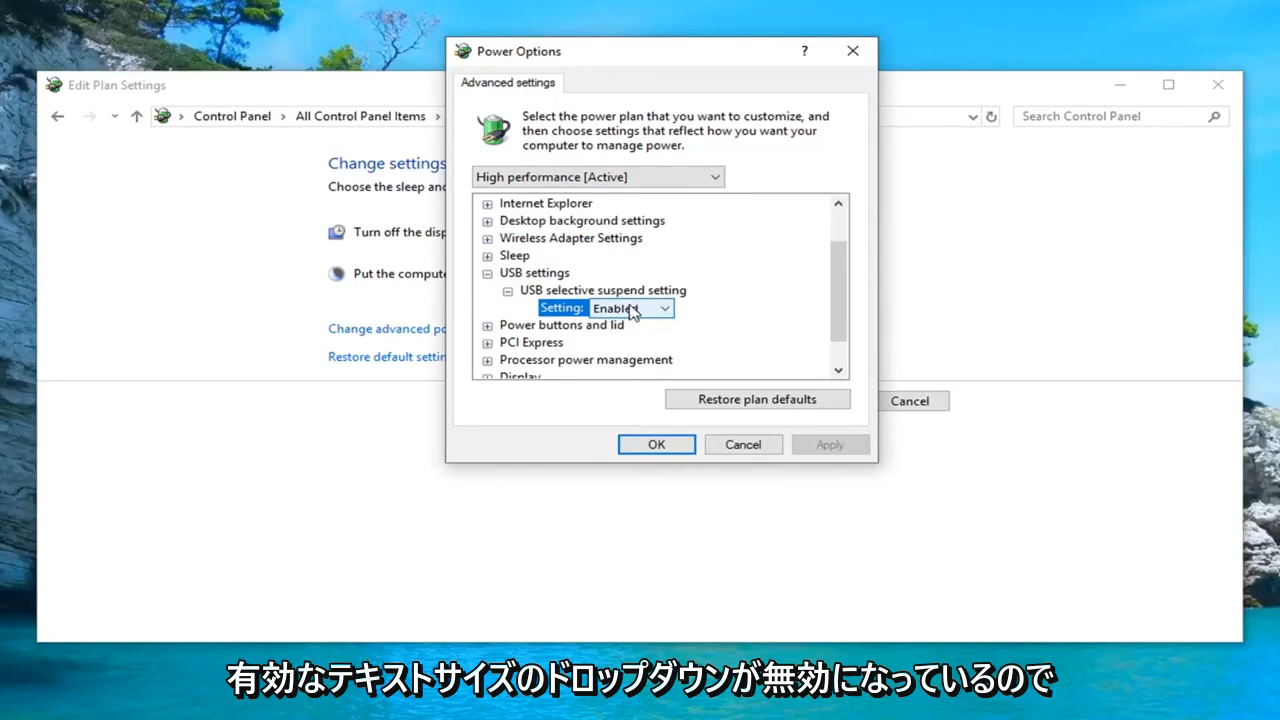 Edit Plan Settings
Control Panel > All Control Panel Items >
Search Control Panel
Change settings
Choose the sleep and
Turn off the disp
Put the compute
Change advanced po
Restore default settin
Cancel
Power Options
Advanced settings
Select the power plan that you want to customize, and
then choose settings that reflect how you want your
computer to manage power.
High performance [Active]
Internet Explorer
Desktop background settings
Wireless Adapter Settings
Sleep
USB settings
USB selective suspend setting
Setting: Enabled
Power buttons and lid
PCI Express
Processor power management
Display
Restore plan defaults
OK Cancel Apply
有効なテキストサイズのドロップダウンが無効になっているので